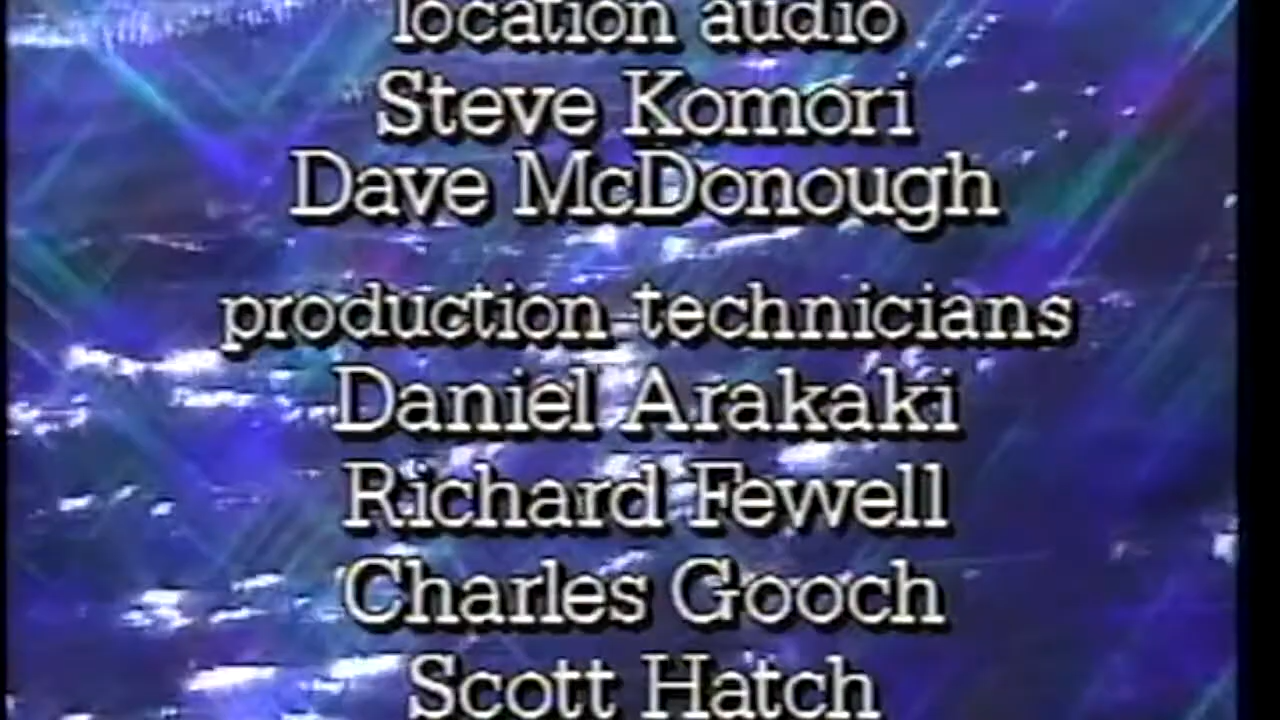 location audio
Steve Komori
Dave McDonough
production technicians
Daniel Arakaki
Richard Fewell
Charles Gooch
Scott Hatch